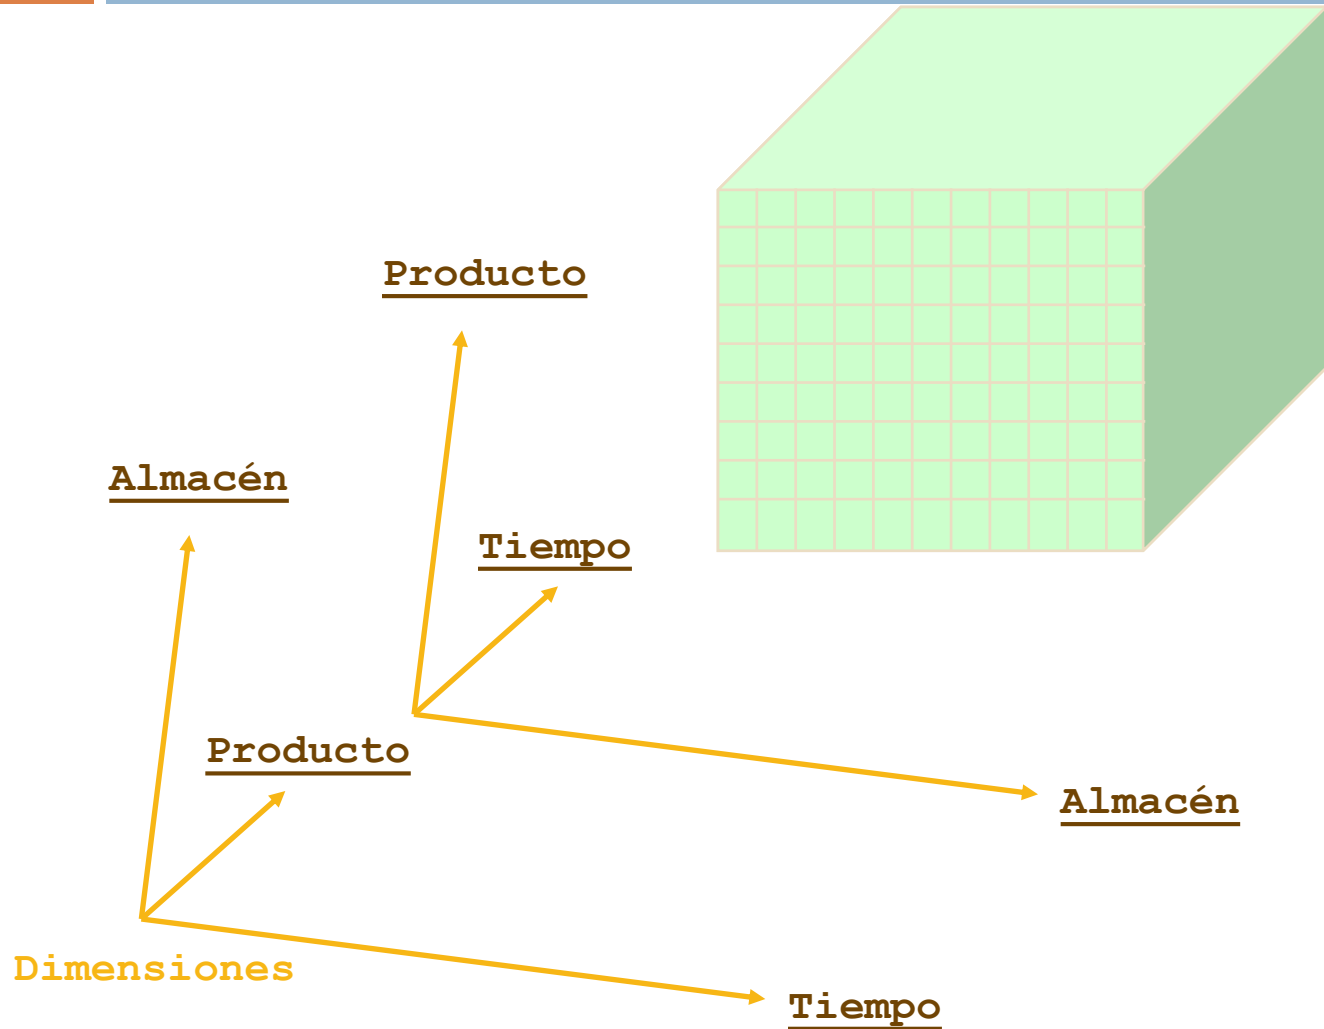 Producto
Almacén
Tiempo
Producto
Almacén
Dimensiones
Tiempo